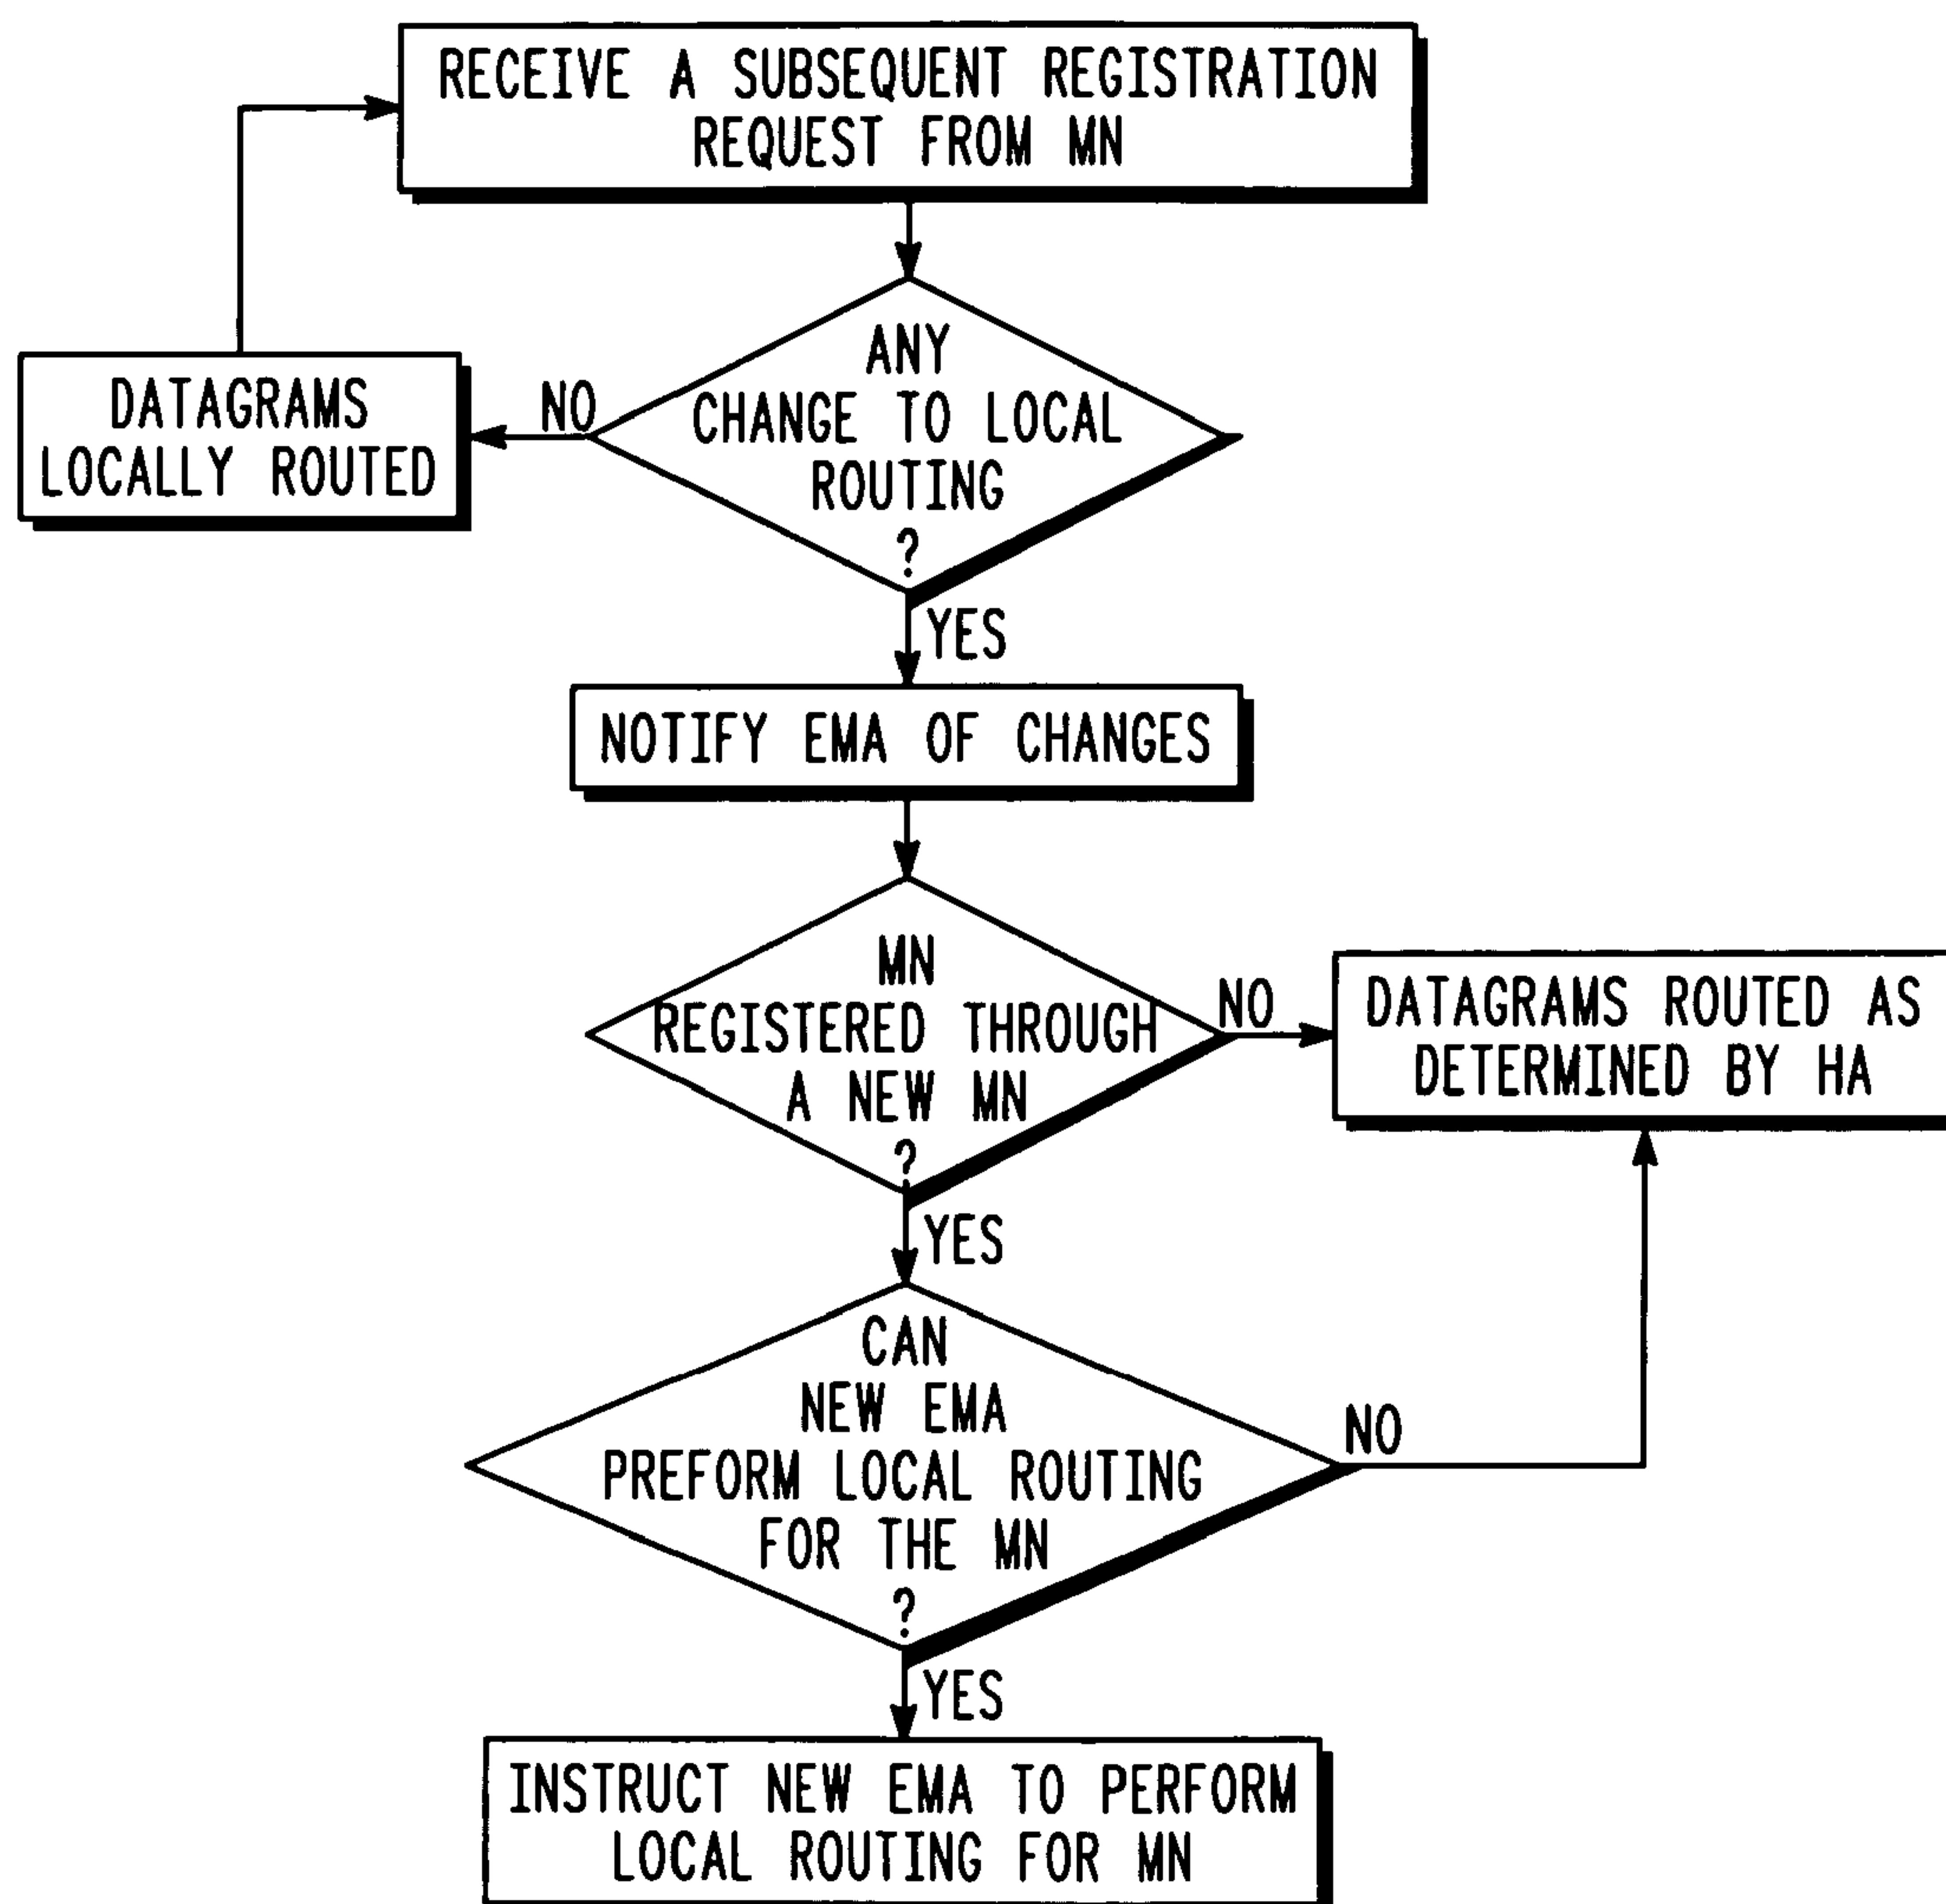 RECEIVE A SUBSEQUENT REGISTRATION
REQUEST FROM MN
ANY
CHANGE TO LOCAL
ROUTING
?
NO
DATAGRAMS
LOCALLY ROUTED
YES
NOTIFY EMA OF CHANGES
MN
REGISTERED THROUGH
A NEW MN
?
NO
DATAGRAMS ROUTED AS
DETERMINED BY HA
YES
CAN
NEW EMA
PREFORM LOCAL ROUTING
FOR THE MN
?
NO
YES
INSTRUCT NEW EMA TO PERFORM
LOCAL ROUTING FOR MN